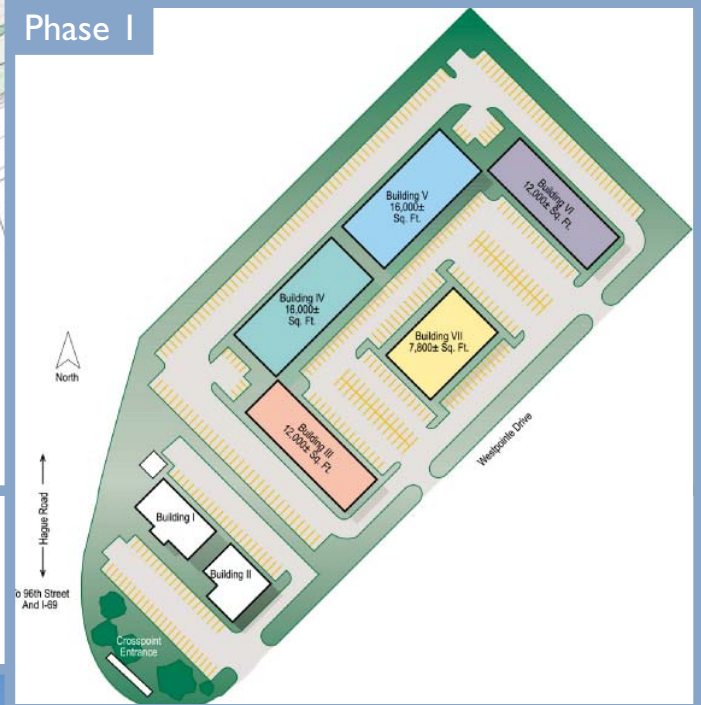 Phase 1
Building V
16,000±
Sq. Ft.
Building VI
12,000± Sq. Ft.
Building IV
16,000±
Sq. Ft.
Building VII
7,800± Sq. Ft.
North
Building III
12,000± Sq. Ft.
Westpointe Drive
Hague Road
Building I
Building II
To 96th Street
And I-69
Crosspoint
Entrance